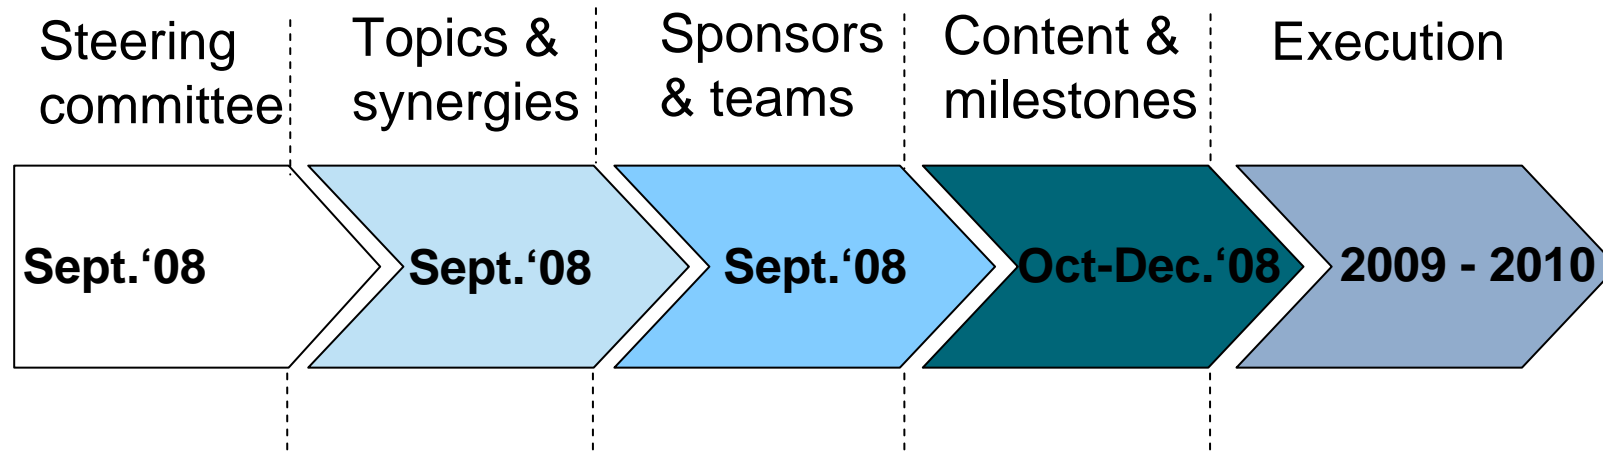 Steering
committee
Topics &
synergies
Sponsors
& teams
Content &
milestones
Execution
Sept.‘08
Sept.‘08
Sept.‘08
Oct-Dec.‘08
2009 - 2010